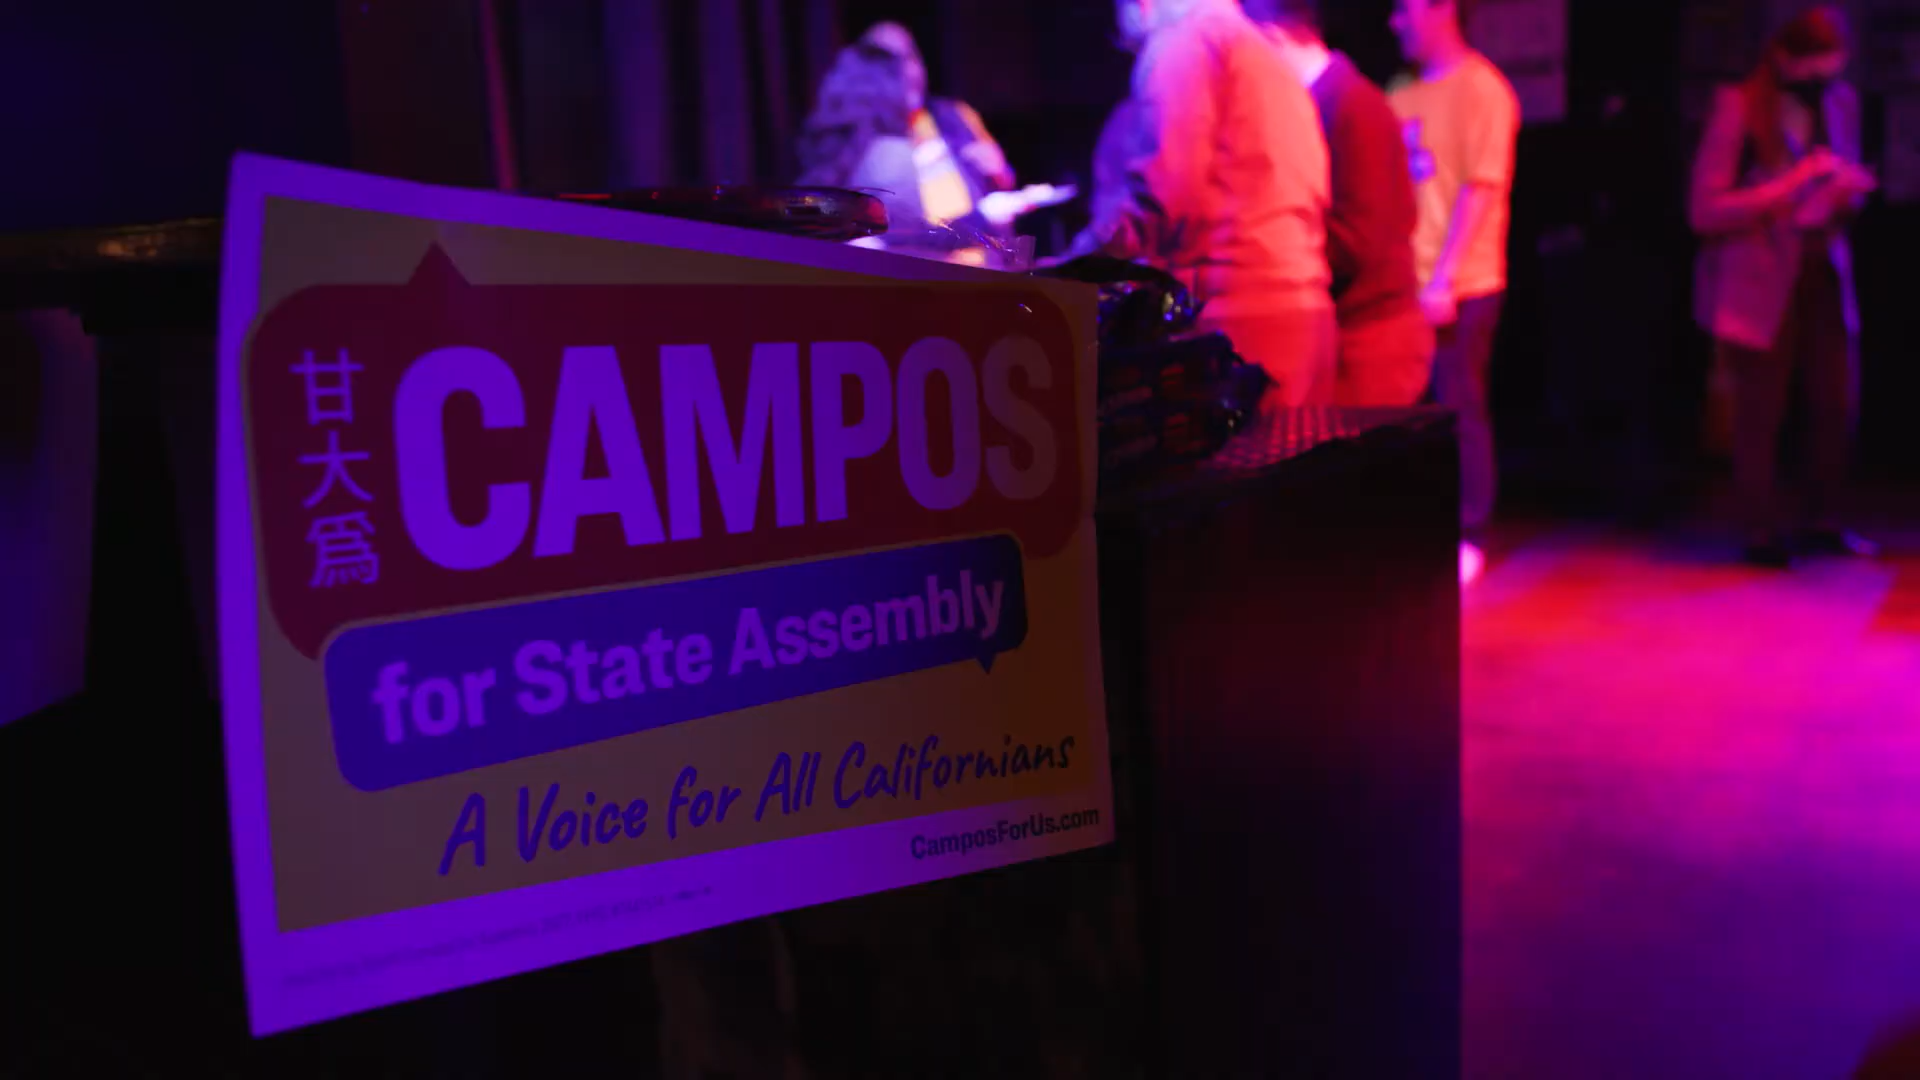 甘大為
CAMPOS
for State Assembly
A Voice for All Californians
CamposForUs.com